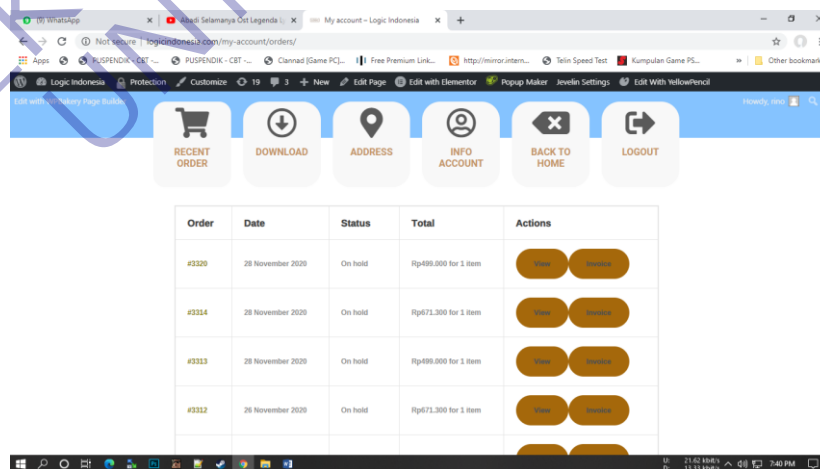 (9) WhatsApp
Abadi Selamanya Ost Legenda
My account – Logic Indonesia
Not secure | logicindonesia.com/my-account/orders/
Apps
PUSPENDIK - CBT -...
PUSPENDIK - CBT -...
Clannad [Game PC]...
Free Premium Link...
http://mirror.intern...
Telin Speed Test
Kumpulan Game PS...
Other bookmark
Logic Indonesia
Protection
Customize
19
3
New
Edit Page
Edit with Elementor
Popup Maker
Jevelin Settings
Edit With YellowPencil
Edit with WPBakery Page Builder
Howdy, rino
RECENT ORDER
DOWNLOAD
ADDRESS
INFO ACCOUNT
BACK TO HOME
LOGOUT
Order Date Status Total Actions
#3320 28 November 2020 On hold Rp499.000 for 1 item View Invoice
#3314 28 November 2020 On hold Rp671.300 for 1 item View Invoice
#3313 28 November 2020 On hold Rp499.000 for 1 item View Invoice
#3312 26 November 2020 On hold Rp671.300 for 1 item View Invoice
U: 21.62 kbit/s
D: 13.33 kbit/s
7:40 PM